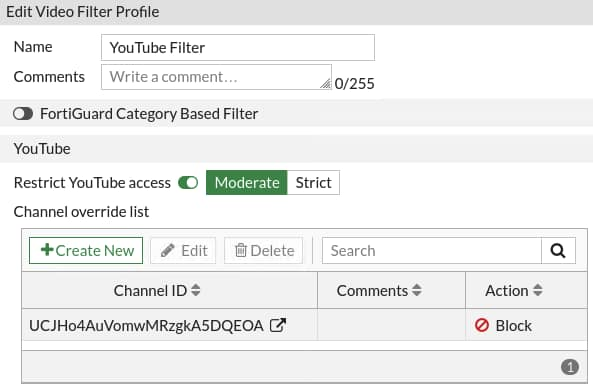 Edit Video Filter Profile
Name YouTube Filter
Comments Write a comment... 0/255
FortiGuard Category Based Filter
YouTube
Restrict YouTube access Moderate Strict
Channel override list
+Create New Edit Delete Search
Channel ID Comments Action
UCJHo4AuVomwMRzgkA5DQEOA Block
1